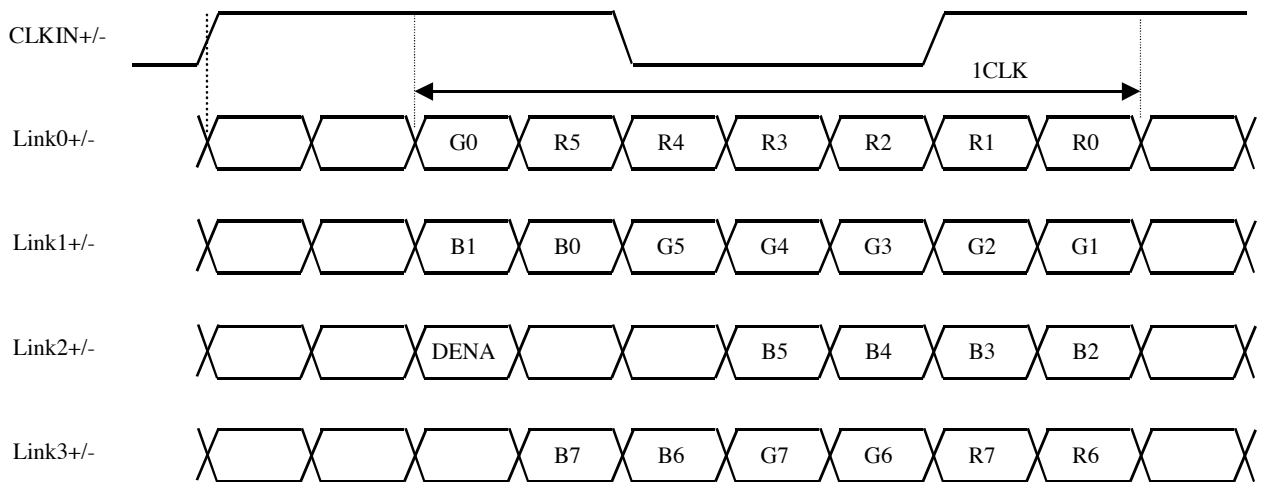 CLKIN+/-
1CLK
Link0+/- G0 R5 R4 R3 R2 R1 R0
Link1+/- B1 B0 G5 G4 G3 G2 G1
Link2+/- DENA B5 B4 B3 B2
Link3+/- B7 B6 G7 G6 R7 R6